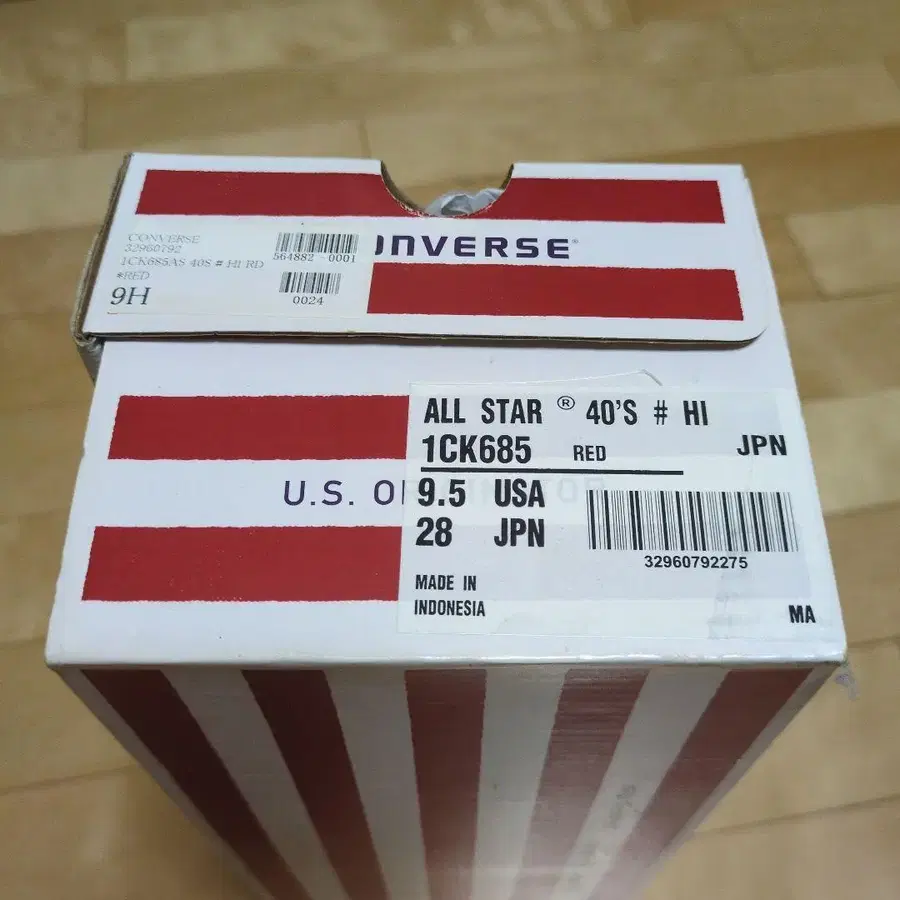 CONVERSE
32960792
1CK685AS 40S # HI RD
*RED
9H
564882 -0001
0024
ONVERSE®
ALL STAR ® 40'S # HI
1CK685 RED JPN
U.S. O
9.5 USA
28 JPN
32960792275
MADE IN
INDONESIA
MA